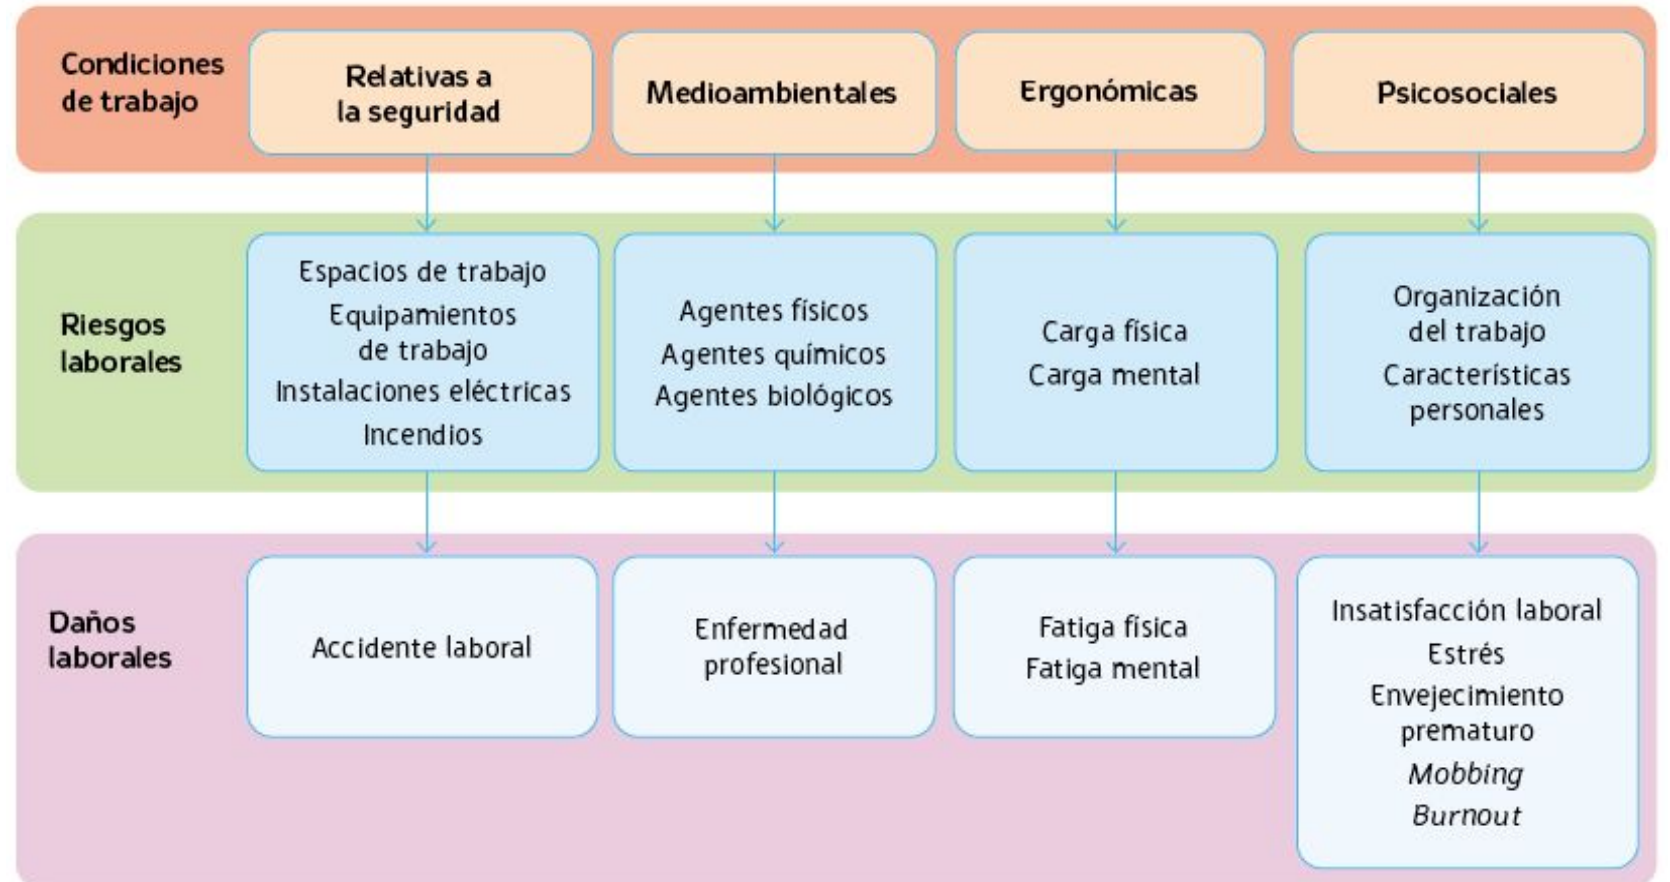 Condiciones
de trabajo
Relativas a
la seguridad
Medioambientales
Ergonómicas
Psicosociales
Riesgos
laborales
Espacios de trabajo
Equipamientos
de trabajo
Instalaciones eléctricas
Incendios
Agentes físicos
Agentes químicos
Agentes biológicos
Carga física
Carga mental
Organización
del trabajo
Características
personales
Daños
laborales
Accidente laboral
Enfermedad
profesional
Fatiga física
Fatiga mental
Insatisfacción laboral
Estrés
Envejecimiento
prematuro
Mobbing
Burnout